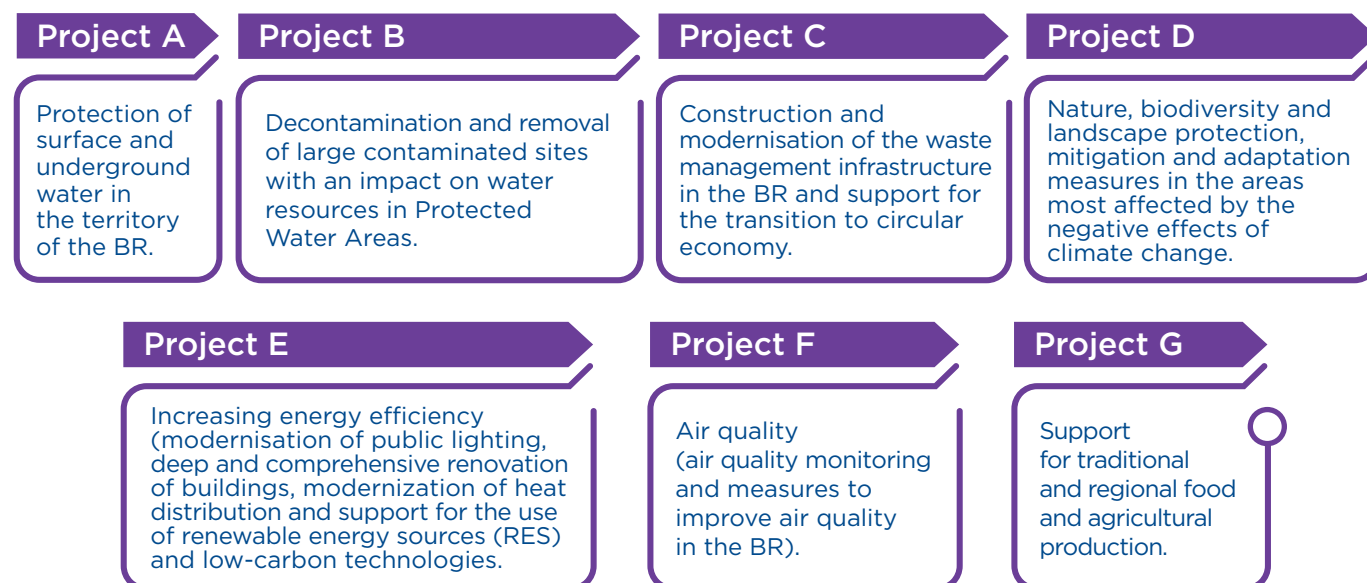 Project A
Protection of
surface and
underground
water in
the territory
of the BR.
Project B
Decontamination and removal
of large contaminated sites
with an impact on water
resources in Protected
Water Areas.
Project C
Construction and
modernisation of the waste
management infrastructure
in the BR and support for
the transition to circular
economy.
Project D
Nature, biodiversity and
landscape protection,
mitigation and adaptation
measures in the areas
most affected by the
negative effects of
climate change.
Project E
Increasing energy efficiency
(modernisation of public lighting,
deep and comprehensive renovation
of buildings, modernization of heat
distribution and support for the use
of renewable energy sources (RES)
and low-carbon technologies.
Project F
Air quality
(air quality monitoring
and measures to
improve air quality
in the BR).
Project G
Support
for traditional
and regional food
and agricultural
production.